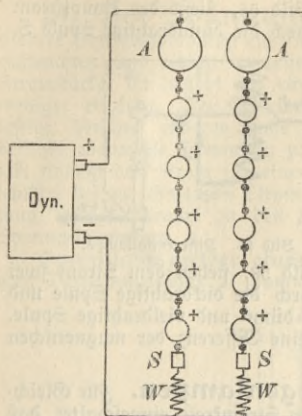 A A
+ +
+ +
+
Dyn.
−
+ +
+ +
+ +
S S
W W